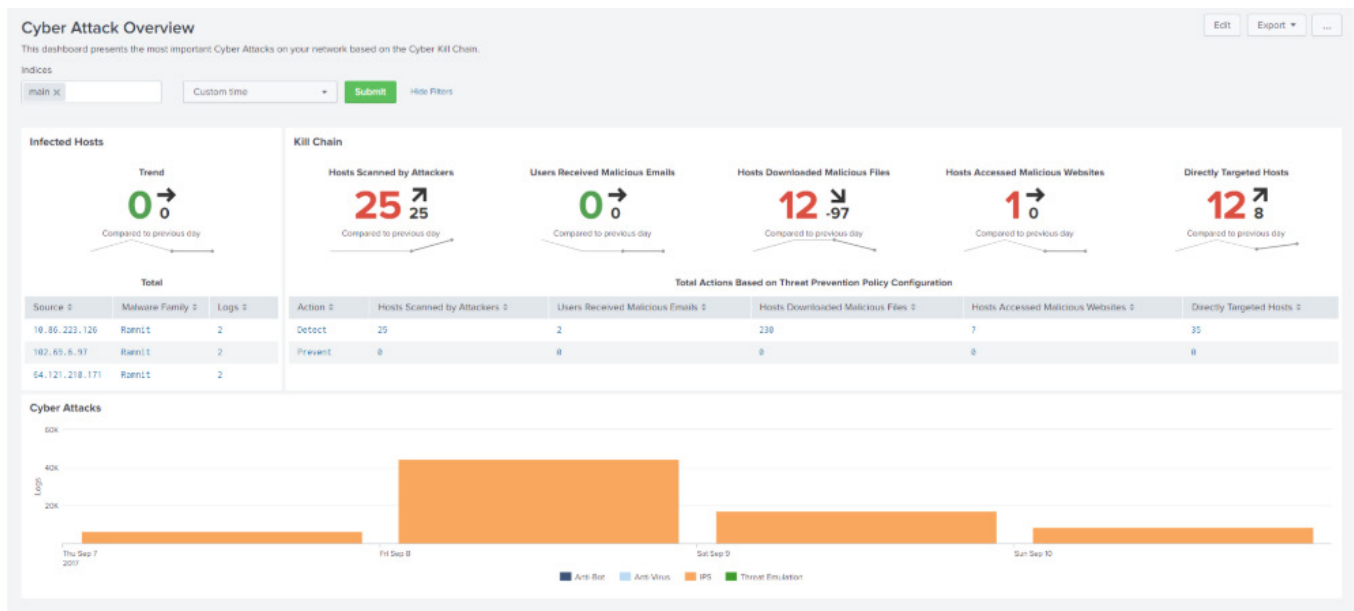 Cyber Attack Overview
Edit Export ...
This dashboard presents the most important Cyber Attacks on your network based on the Cyber Kill Chain.
Indices
main x Custom time Submit Hide Filters
Infected Hosts
Trend
0 0
Compared to previous day
Total
Source Malware Family Logs
10.86.223.126 Ramnit 2
102.65.6.97 Ramnit 2
64.121.218.171 Ramnit 2
Kill Chain
Hosts Scanned by Attackers
25 25
Compared to previous day
Users Received Malicious Emails
0 0
Compared to previous day
Hosts Downloaded Malicious Files
12 -97
Compared to previous day
Hosts Accessed Malicious Websites
1 0
Compared to previous day
Directly Targeted Hosts
12 8
Compared to previous day
Total Actions Based on Threat Prevention Policy Configuration
Action Hosts Scanned by Attackers Users Received Malicious Emails Hosts Downloaded Malicious Files Hosts Accessed Malicious Websites Directly Targeted Hosts
Detect 25 2 230 7 35
Prevent 0 0 0 0 0
Cyber Attacks
60K
40K
20K
Logs
Thu Sep 7 Fri Sep 8 Sat Sep 9 Sun Sep 10
2017
Anti Bot Anti Virus IPS Threat Emulation